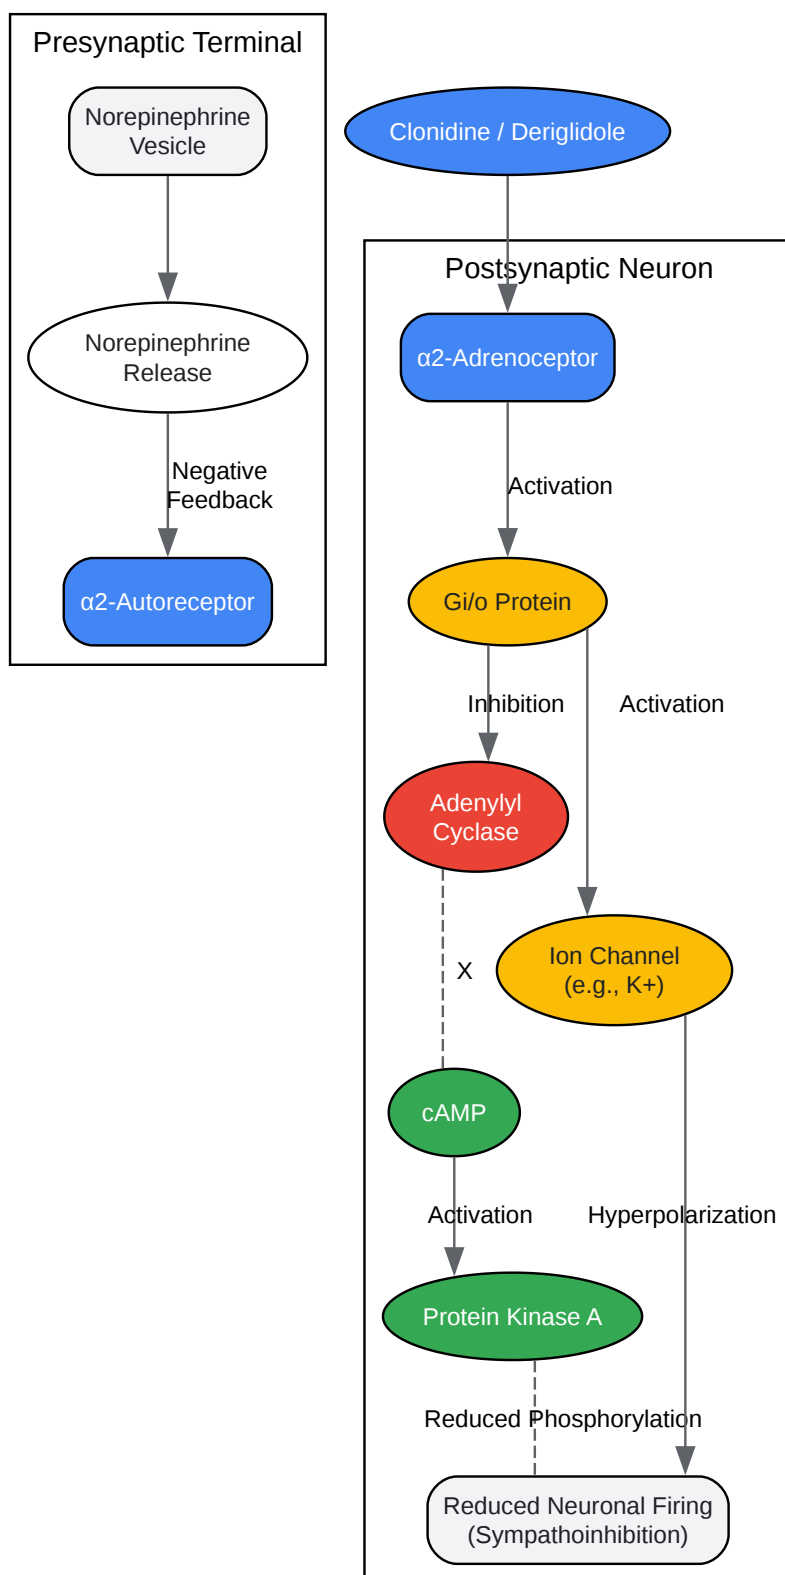 Presynaptic Terminal
Norepinephrine
Vesicle
Norepinephrine
Release
Negative
Feedback
α2-Autoreceptor
Clonidine / Deriglidole
Postsynaptic Neuron
α2-Adrenoceptor
Activation
Gi/o Protein
Inhibition
Activation
Adenylyl
Cyclase
Ion Channel
(e.g., K+)
X
cAMP
Activation
Hyperpolarization
Protein Kinase A
Reduced Phosphorylation
Reduced Neuronal Firing
(Sympathoinhibition)